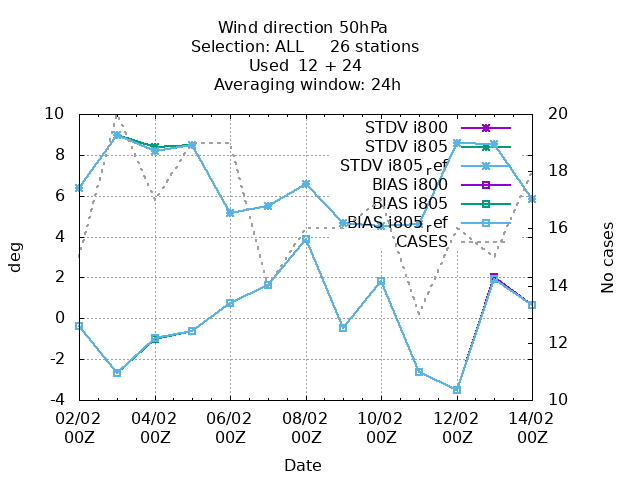 Wind direction 50hPa
Selection: ALL 26 stations
Used 12 + 24
Averaging window: 24h
10
8
6
4
2
0
-2
-4
deg
20
18
16
14
12
10
No cases
STDV i800
STDV i805
STDV i805ref
BIAS i800
BIAS i805
BIAS i805ref
CASES
02/02 04/02 06/02 08/02 10/02 12/02 14/02
00Z 00Z 00Z 00Z 00Z 00Z 00Z
Date